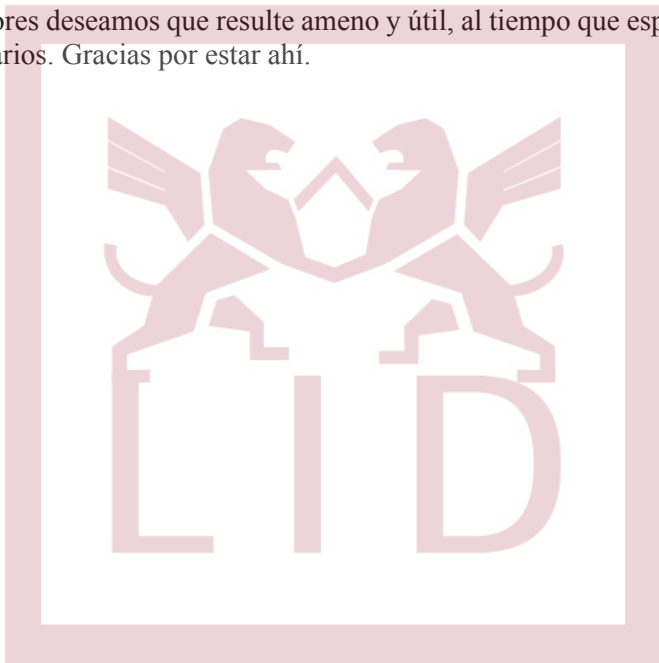 ores deseamos que resulte ameno y útil, al tiempo que esp
arios. Gracias por estar ahí.
LID